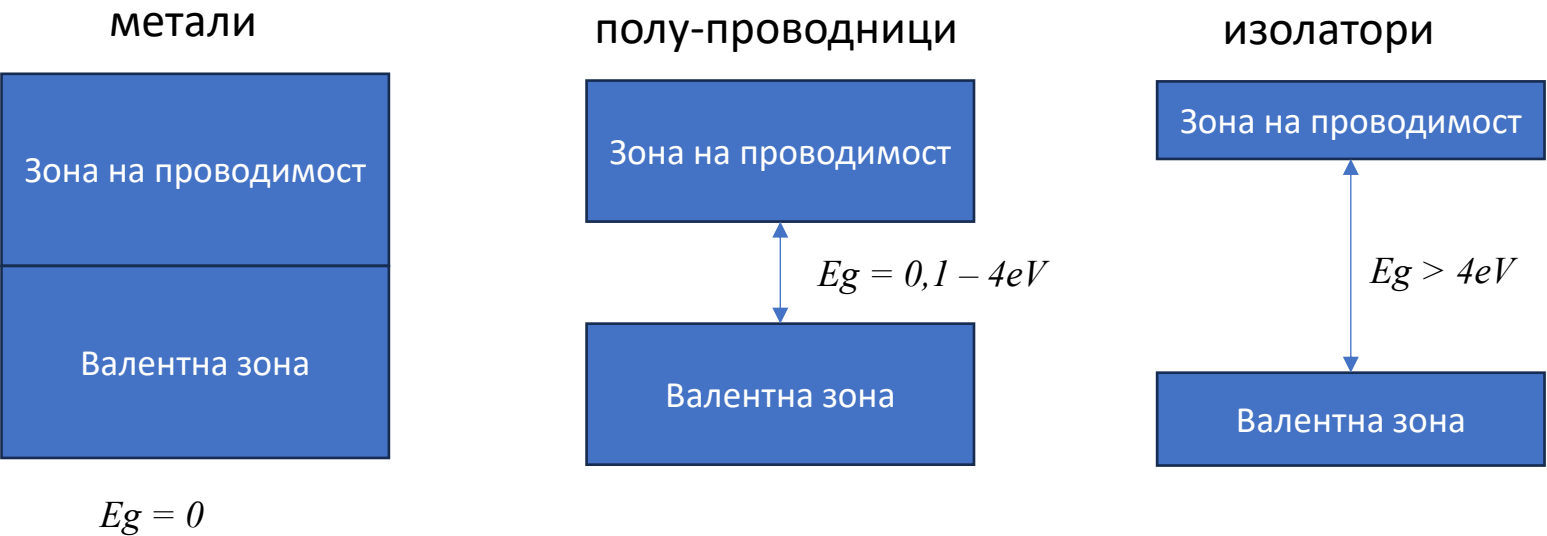 метали
Зона на проводимост
Валентна зона
Eg = 0
полу-проводници
Зона на проводимост
Eg = 0,1 – 4eV
Валентна зона
изолатори
Зона на проводимост
Eg > 4eV
Валентна зона